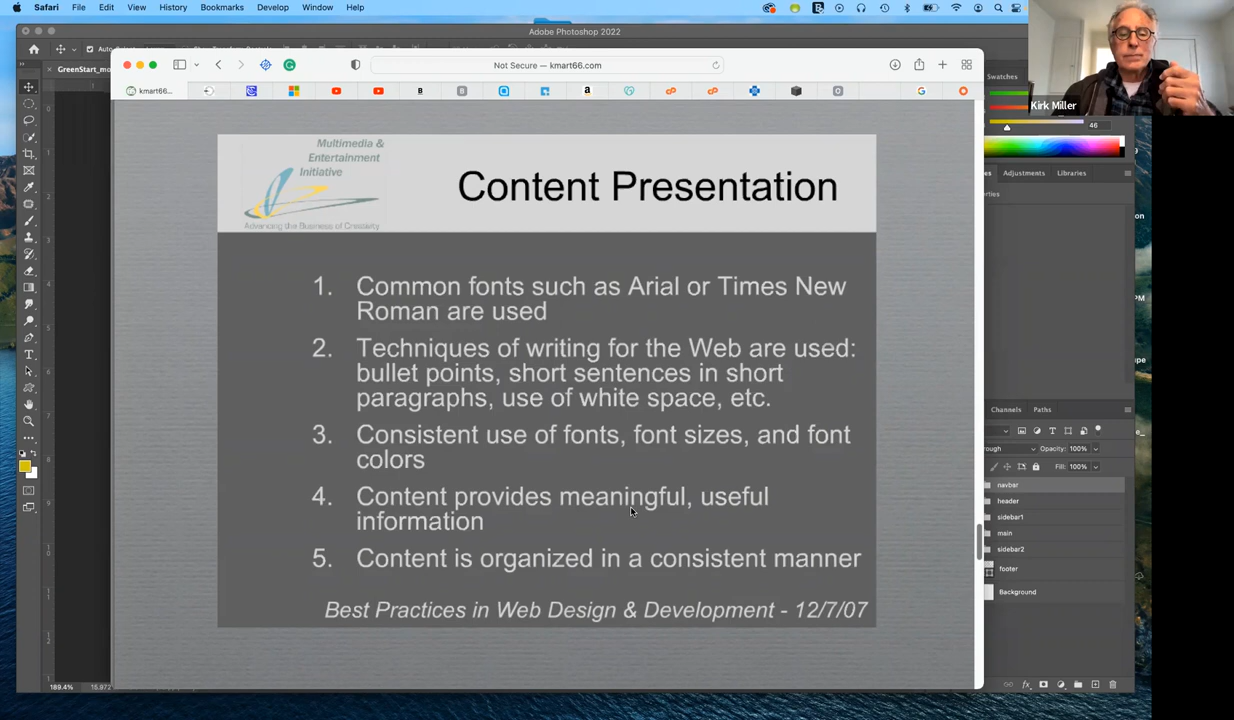 Safari File Edit View History Bookmarks Develop Window Help
Adobe Photoshop 2022
GreenStart_mo
Not Secure — kmart66.com
kmart66...
Kirk Miller
Swatches
46
Adjustments Libraries
Multimedia &
Entertainment
Initiative
Advancing the Business of Creativity
Content Presentation
1. Common fonts such as Arial or Times New
Roman are used
2. Techniques of writing for the Web are used:
bullet points, short sentences in short
paragraphs, use of white space, etc.
3. Consistent use of fonts, font sizes, and font
colors
4. Content provides meaningful, useful
information
5. Content is organized in a consistent manner
Best Practices in Web Design & Development - 12/7/07
Channels Paths
Opacity: 100%
Fill: 100%
navbar
header
sidebar1
main
sidebar2
footer
Background
189.4%